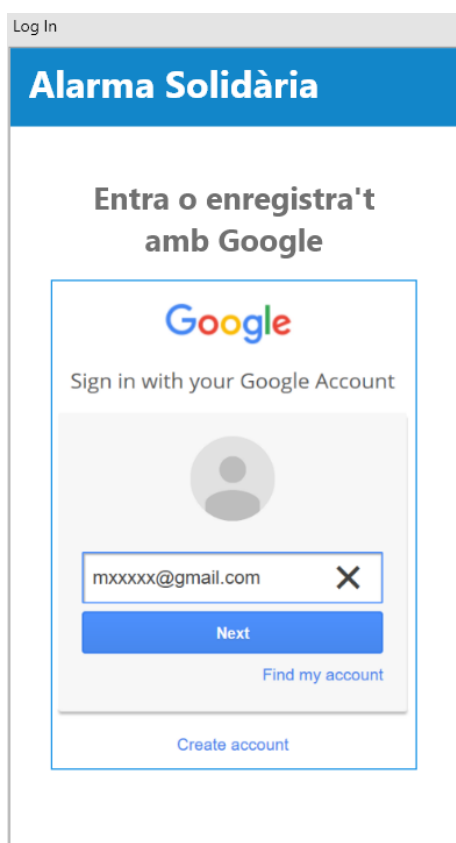 Log In
Alarma Solidària
Entra o enregistra't
amb Google
Google
Sign in with your Google Account
mxxxxx@gmail.com
Next
Find my account
Create account